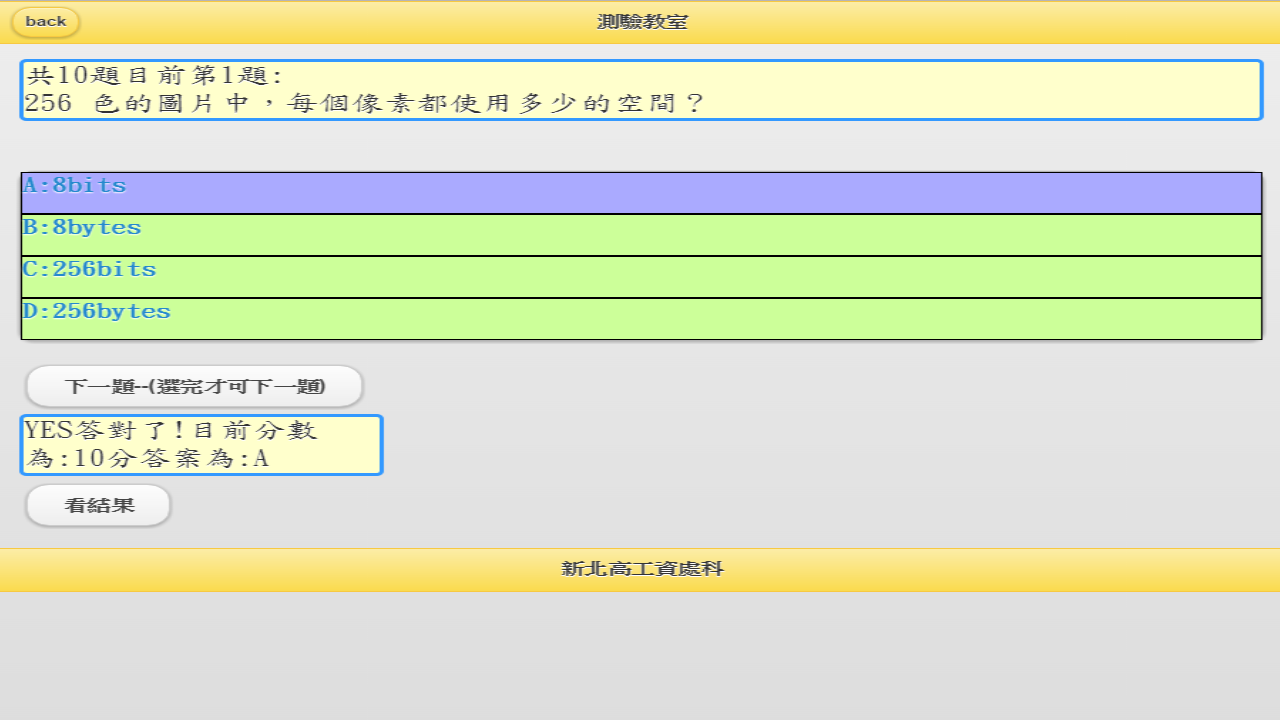 back
測驗教室
共10題目前第1題:
256 色的圖片中，每個像素都使用多少的空間？
A:8bits
B:8bytes
C:256bits
D:256bytes
下一題--(選完才可下一題)
YES答對了!目前分數
為:10分答案為:A
看結果
新北高工資處科